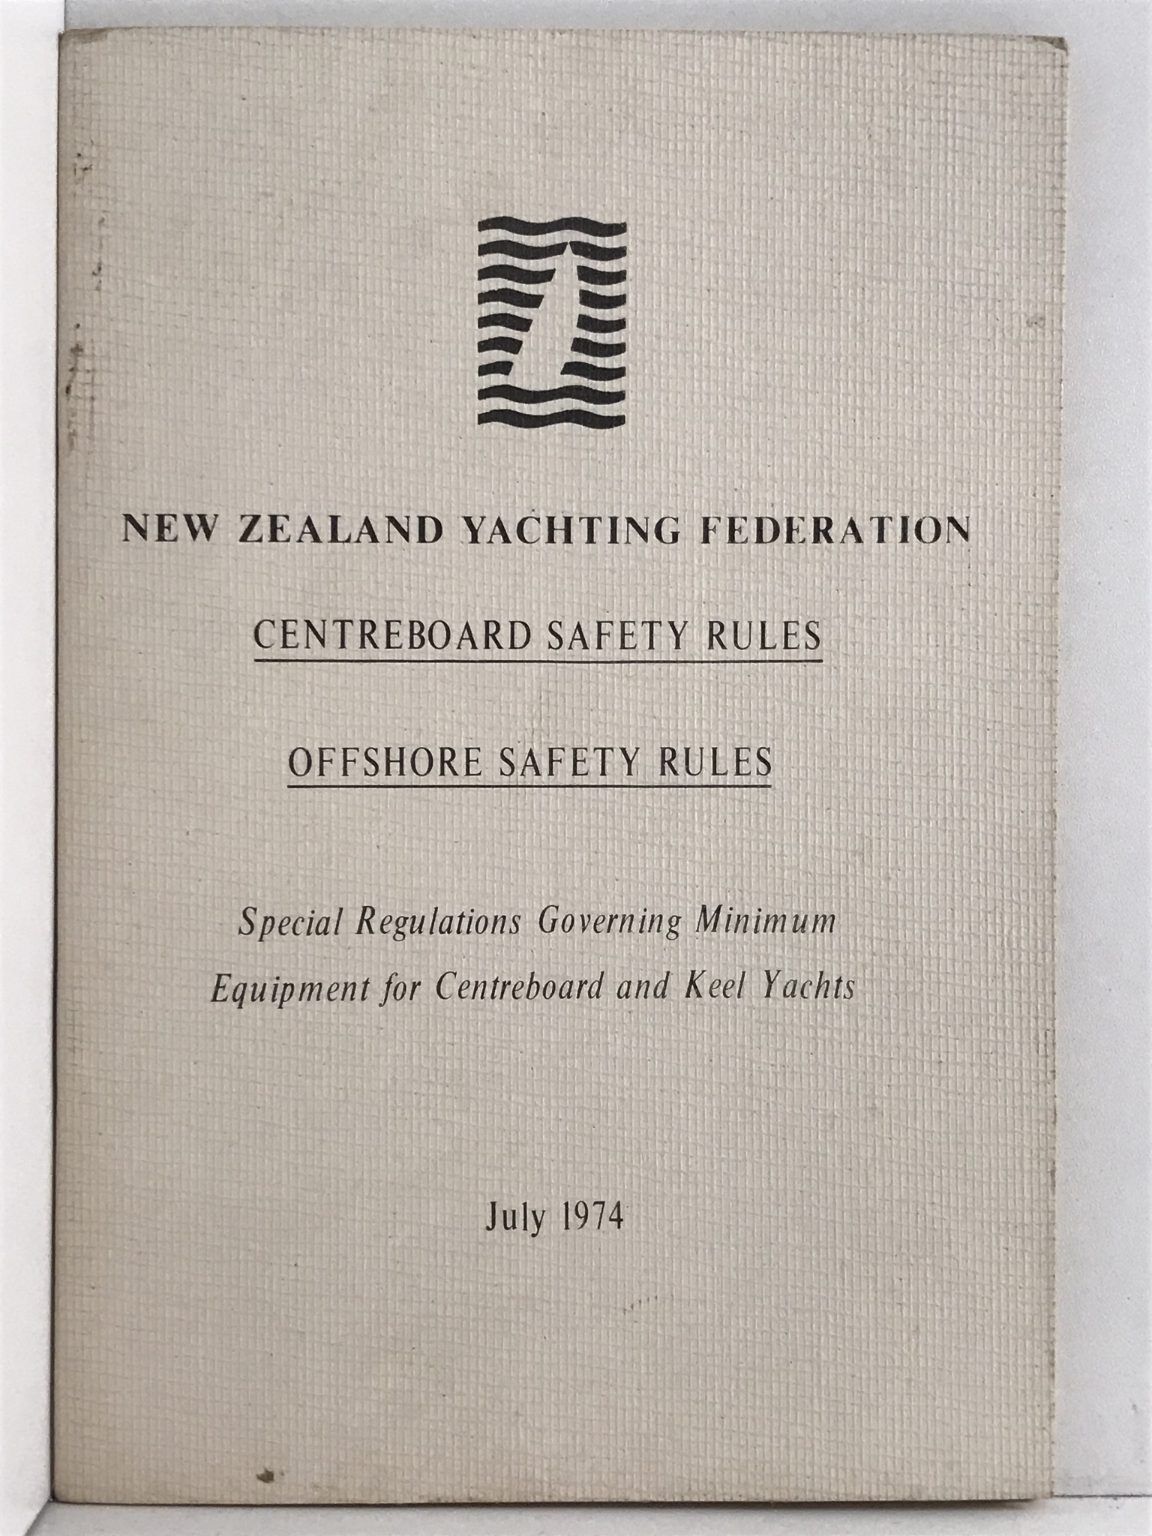 NEW ZEALAND YACHTING FEDERATION
CENTREBOARD SAFETY RULES
OFFSHORE SAFETY RULES
Special Regulations Governing Minimum
Equipment for Centreboard and Keel Yachts
July 1974